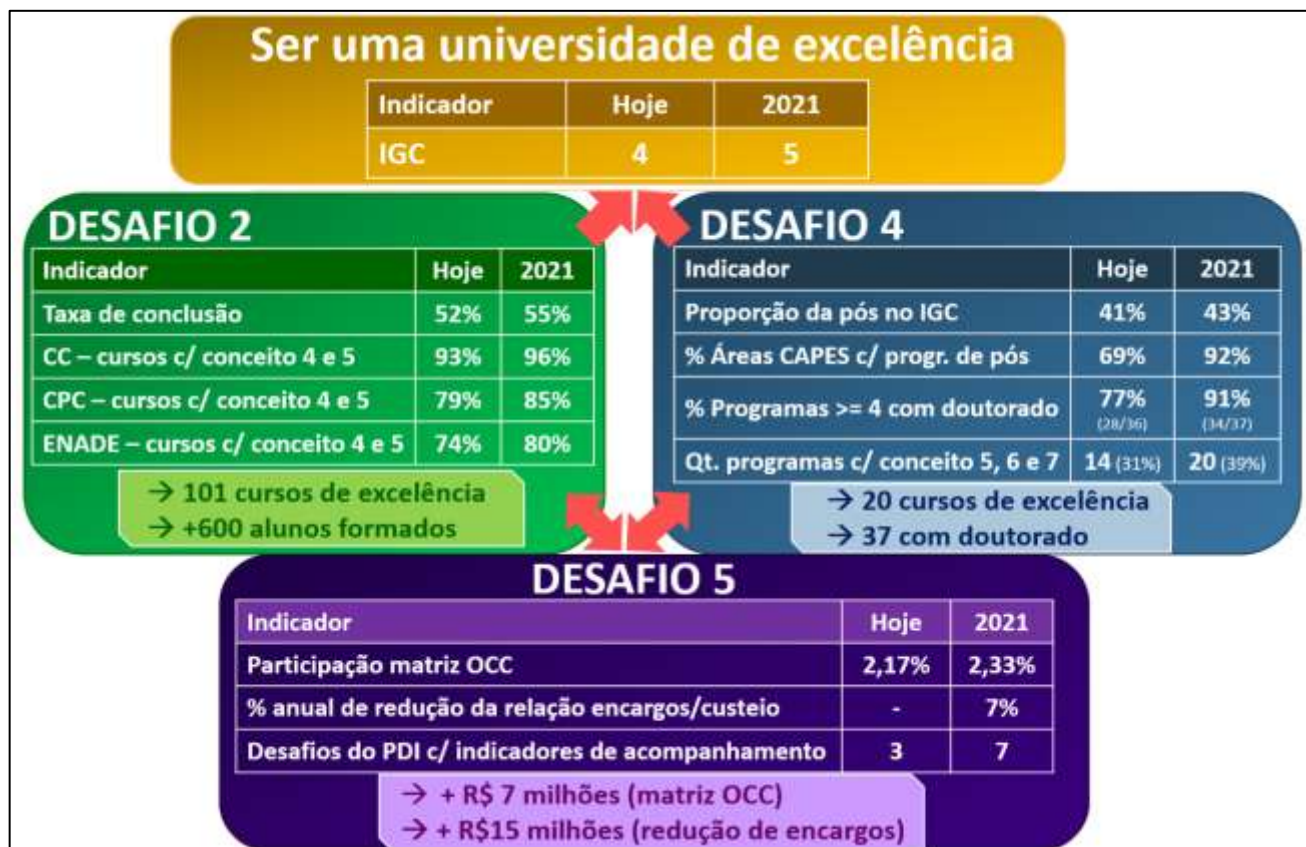 Ser uma universidade de excelência
Indicador Hoje 2021
IGC 4 5
DESAFIO 2
Indicador Hoje 2021
Taxa de conclusão 52% 55%
CC – cursos c/ conceito 4 e 5 93% 96%
CPC – cursos c/ conceito 4 e 5 79% 85%
ENADE – cursos c/ conceito 4 e 5 74% 80%
→ 101 cursos de excelência
→ +600 alunos formados
DESAFIO 4
Indicador Hoje 2021
Proporção da pós no IGC 41% 43%
% Áreas CAPES c/ progr. de pós 69% 92%
% Programas >= 4 com doutorado 77% (28/36) 91% (34/37)
Qt. programas c/ conceito 5, 6 e 7 14 (31%) 20 (39%)
→ 20 cursos de excelência
→ 37 com doutorado
DESAFIO 5
Indicador Hoje 2021
Participação matriz OCC 2,17% 2,33%
% anual de redução da relação encargos/custeio - 7%
Desafios do PDI c/ indicadores de acompanhamento 3 7
→ + R$ 7 milhões (matriz OCC)
→ + R$15 milhões (redução de encargos)